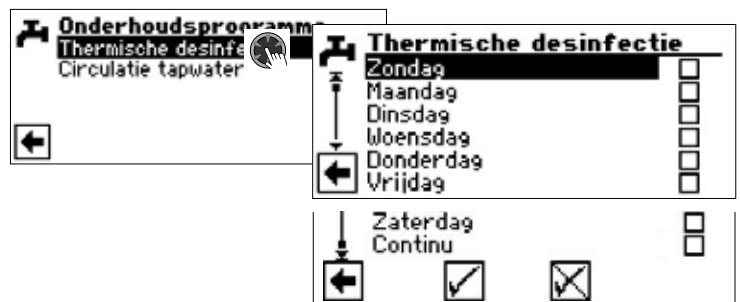 Onderhoudsprogramma
Thermische desinfe
Circulatie tapwater
Thermische desinfectie
Zondag
Maandag
Dinsdag
Woensdag
Donderdag
Vrijdag
Zaterdag
Continu